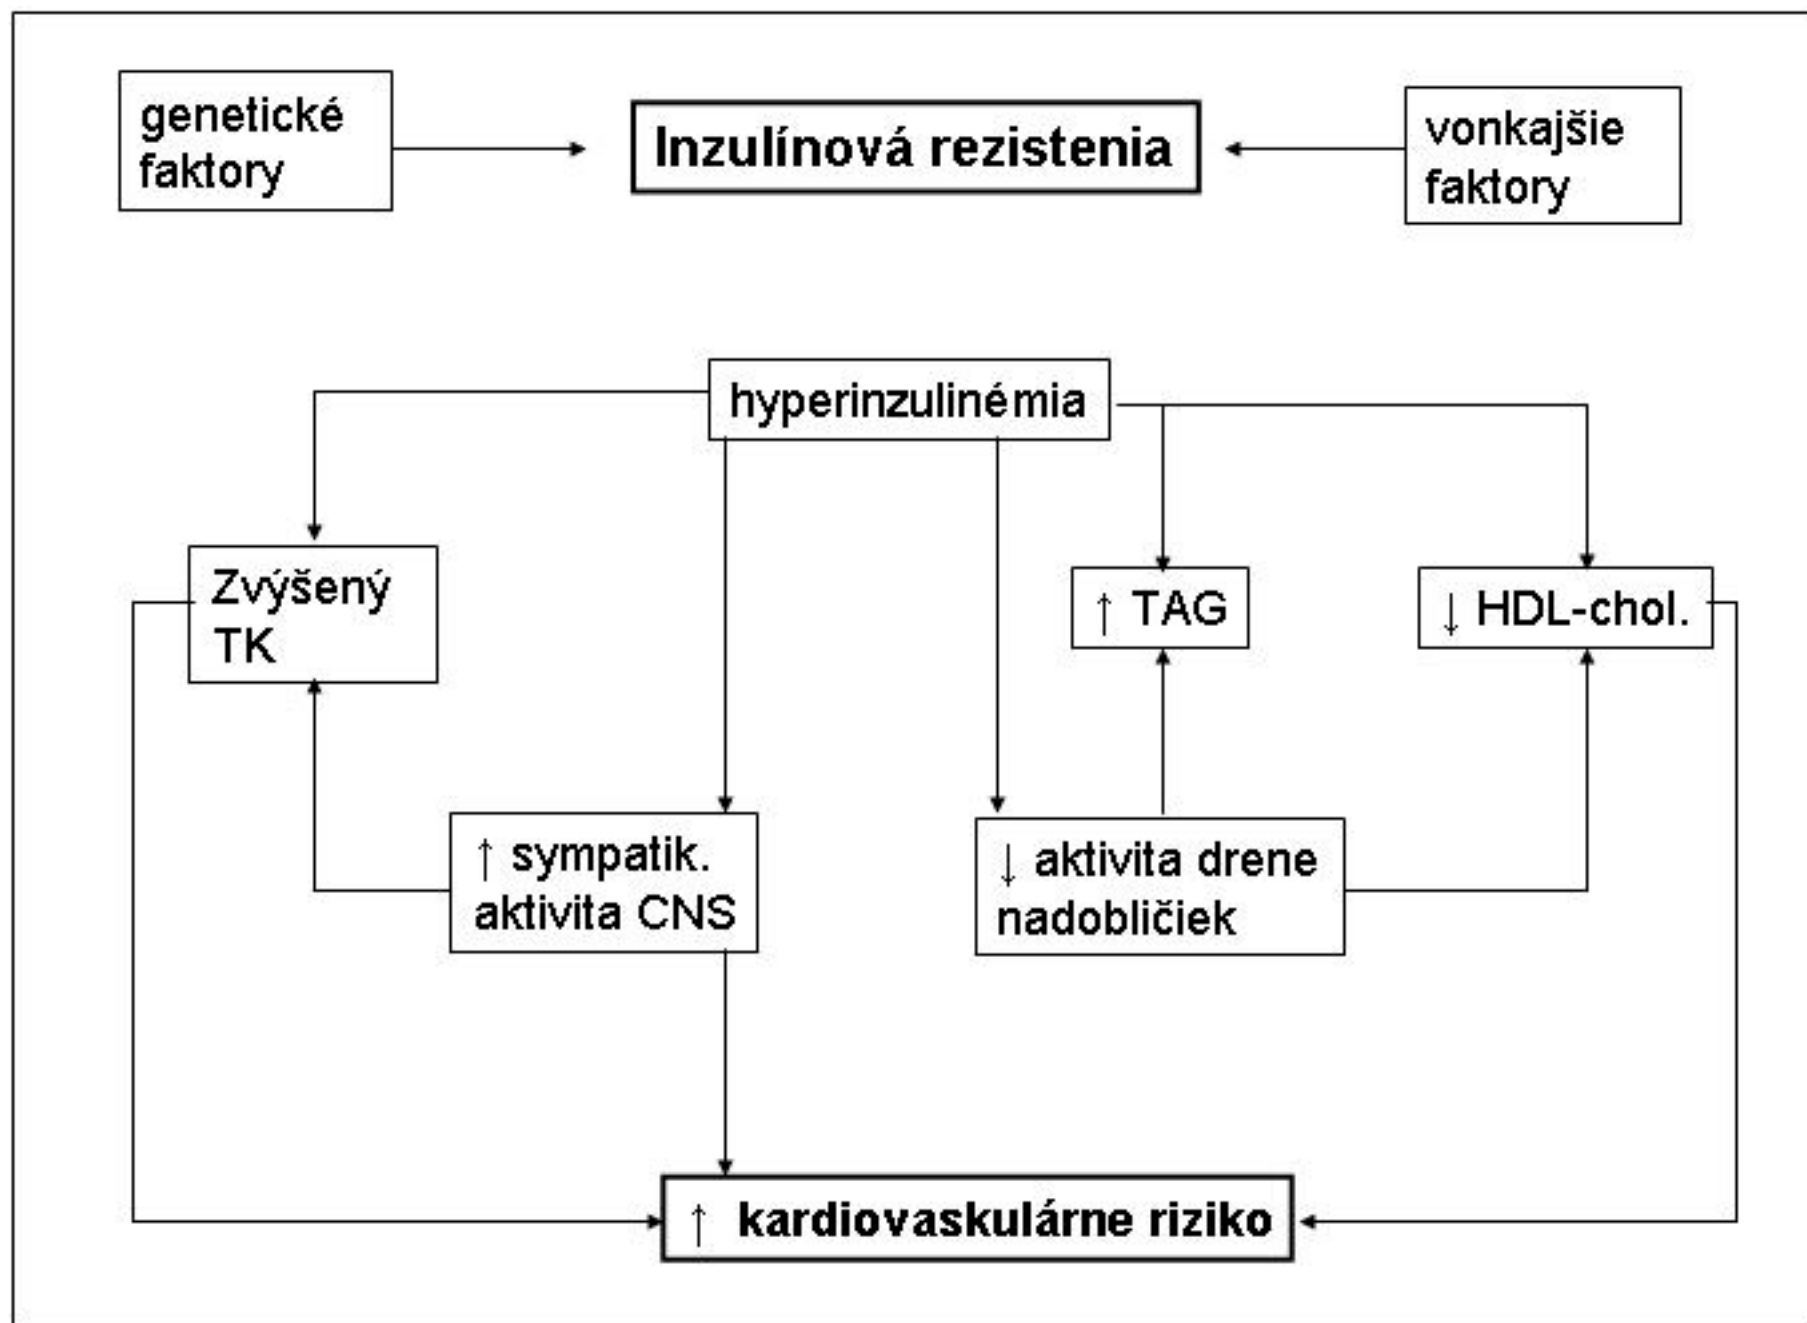 genetické
faktory
Inzulínová rezistenia
vonkajšie
faktory
hyperinzulinémia
Zvýšený
TK
↑ TAG
↓ HDL-chol.
↑ sympatik.
aktivita CNS
↓ aktivita drene
nadobličiek
↑ kardiovaskulárne riziko